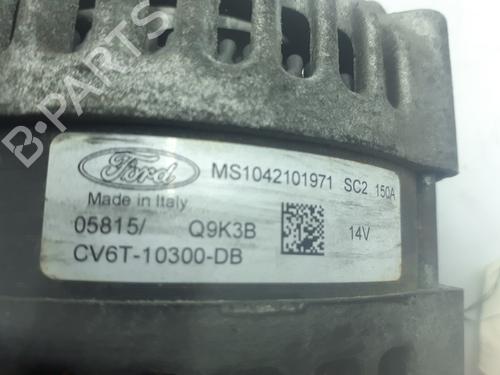 B-PARTS
Ford MS1042101971 SC2 150A
Made in Italy
05815/ Q9K3B 14V
CV6T-10300-DB